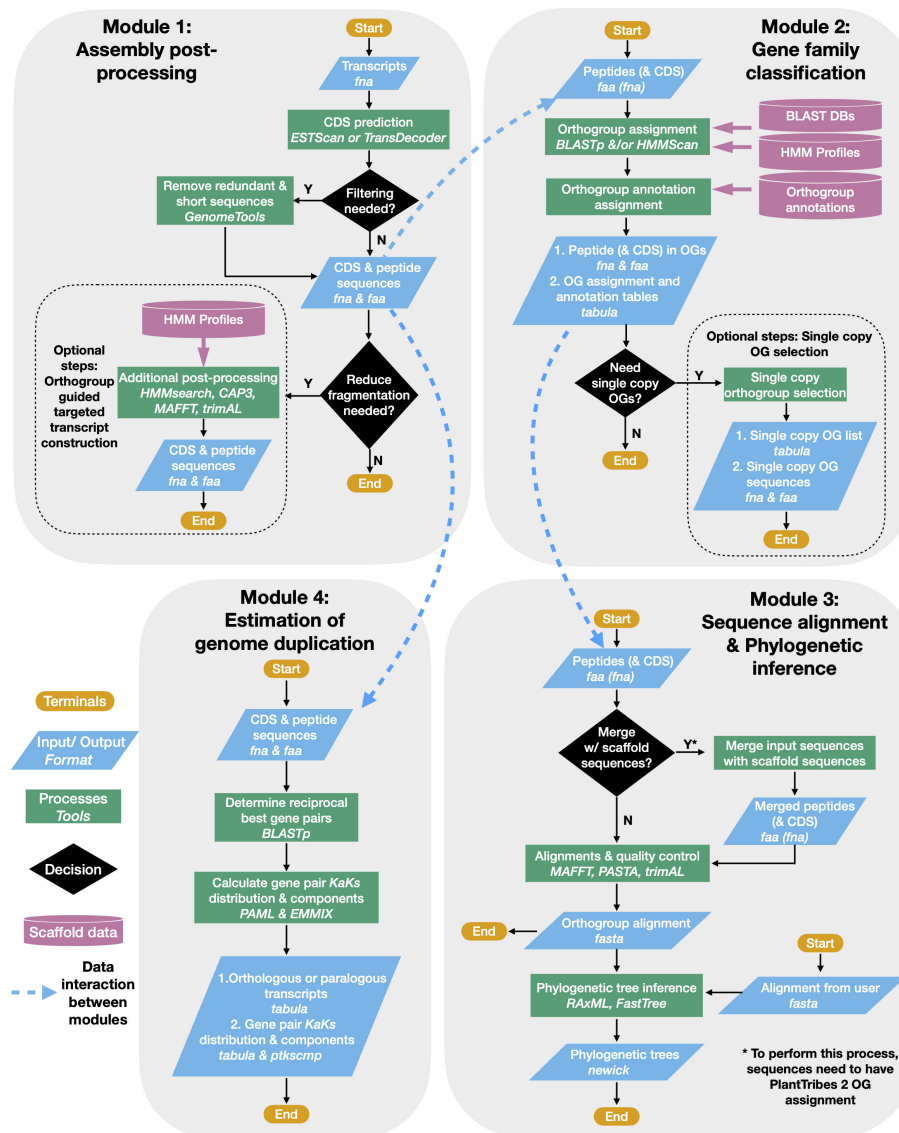 Module 1:
Assembly post-
processing
Start
Transcripts
fna
CDS prediction
ESTScan or TransDecoder
Remove redundant &
short sequences
GenomeTools
Y
Filtering
needed?
N
CDS & peptide
sequences
fna & faa
HMM Profiles
Optional
steps:
Orthogroup
guided
targeted
transcript
construction
Additional post-processing
HMMsearch, CAP3,
MAFFT, trimAL
Y
Reduce
fragmentation
needed?
CDS & peptide
sequences
fna & faa
N
End
End
Module 2:
Gene family
classification
Start
Peptides (& CDS)
faa (fna)
BLAST DBs
Orthogroup assignment
BLASTp &/or HMMScan
HMM Profiles
Orthogroup annotation
assignment
Orthogroup
annotations
1. Peptide (& CDS) in OGs
fna & faa
2. OG assignment and
annotation tables
tabula
Optional steps: Single copy
OG selection
Need
single copy
OGs?
Y
Single copy
orthogroup selection
N
End
1. Single copy OG list
tabula
2. Single copy OG
sequences
fna & faa
End
Module 4:
Estimation of
genome duplication
Start
CDS & peptide
sequences
fna & faa
Determine reciprocal
best gene pairs
BLASTp
Calculate gene pair KaKs
distribution & components
PAML & EMMIX
1.Orthologous or paralogous
transcripts
tabula
2. Gene pair KaKs
distribution & components
tabula & ptkscmp
End
Terminals
Input/ Output
Format
Processes
Tools
Decision
Scaffold data
Data
interaction
between
modules
Module 3:
Sequence alignment
& Phylogenetic
inference
Start
Peptides (& CDS)
faa (fna)
Merge
w/ scaffold
sequences?
Y*
Merge input sequences
with scaffold sequences
N
Merged peptides
(& CDS)
faa (fna)
Alignments & quality control
MAFFT, PASTA, trimAL
End
Orthogroup alignment
fasta
Start
Phylogenetic tree inference
RAxML, FastTree
Alignment from user
fasta
Phylogenetic trees
newick
* To perform this process,
sequences need to have
PlantTribes 2 OG
assignment
End